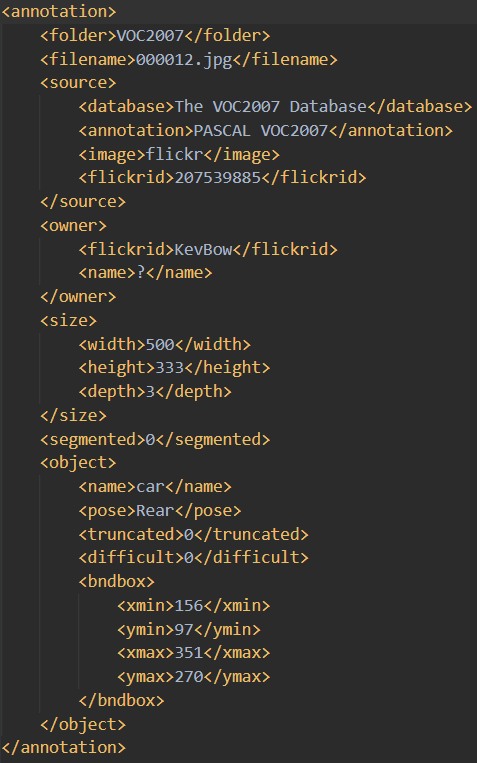 <annotation>
    <folder>VOC2007</folder>
    <filename>000012.jpg</filename>
    <source>
        <database>The VOC2007 Database</database>
        <annotation>PASCAL VOC2007</annotation>
        <image>flickr</image>
        <flickrid>207539885</flickrid>
    </source>
    <owner>
        <flickrid>KevBow</flickrid>
        <name>?</name>
    </owner>
    <size>
        <width>500</width>
        <height>333</height>
        <depth>3</depth>
    </size>
    <segmented>0</segmented>
    <object>
        <name>car</name>
        <pose>Rear</pose>
        <truncated>0</truncated>
        <difficult>0</difficult>
        <bndbox>
            <xmin>156</xmin>
            <ymin>97</ymin>
            <xmax>351</xmax>
            <ymax>270</ymax>
        </bndbox>
    </object>
</annotation>